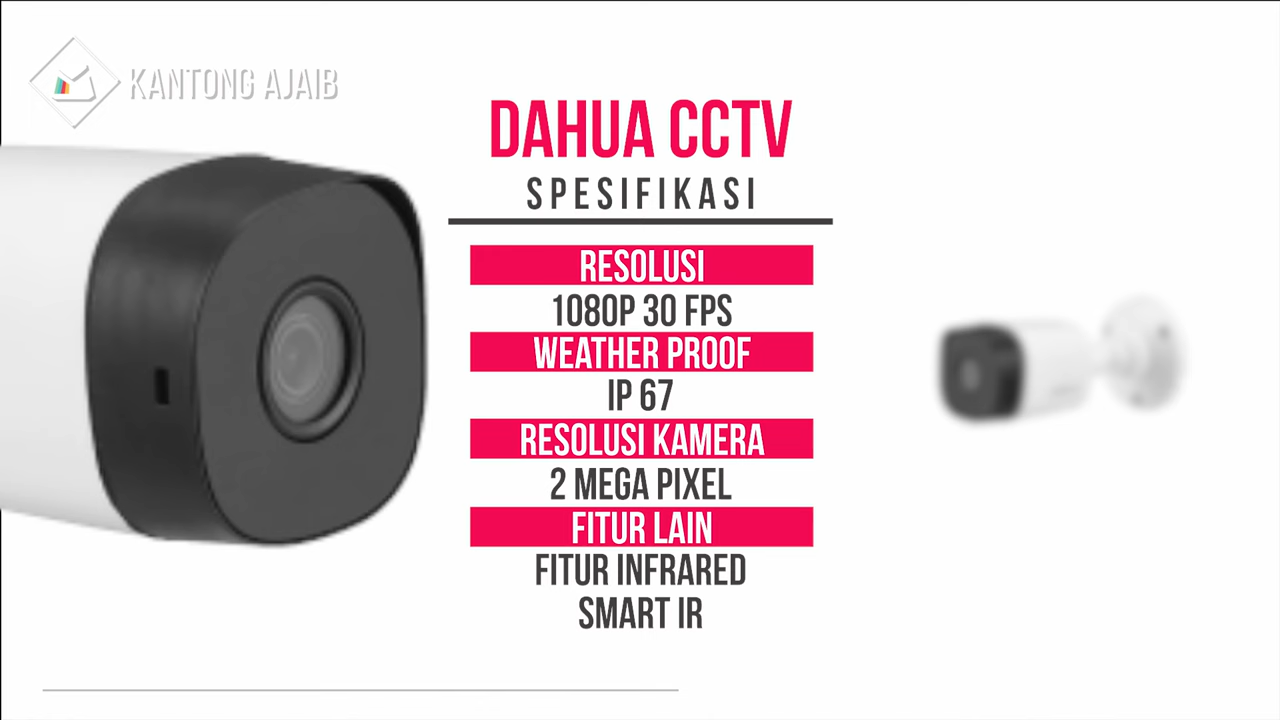 KANTONG AJAIB
DAHUA CCTV
SPESIFIKASI
RESOLUSI
1080P 30 FPS
WEATHER PROOF
IP 67
RESOLUSI KAMERA
2 MEGA PIXEL
FITUR LAIN
FITUR INFRARED
SMART IR